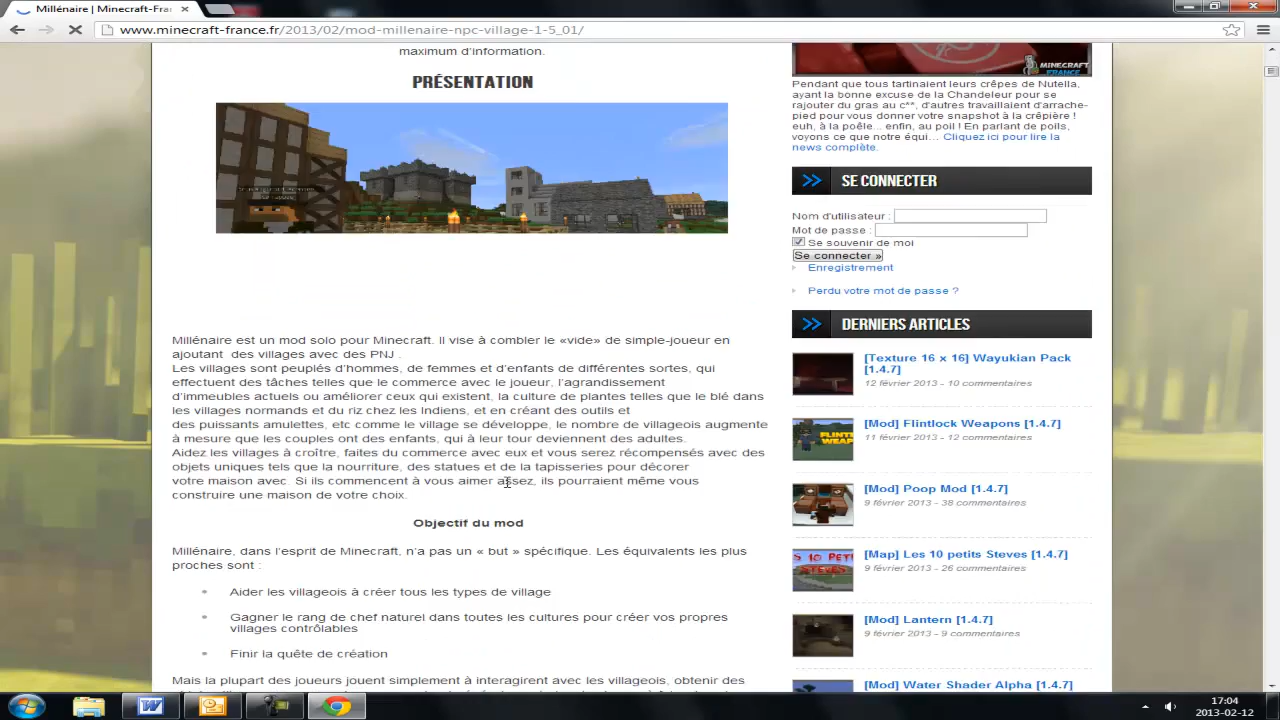 Millénaire | Minecraft-Fra
www.minecraft-france.fr/2013/02/mod-millenaire-npc-village-1-5_01/
maximum d'information.
PRÉSENTATION
Millénaire est un mod solo pour Minecraft. Il vise à combler le «vide» de simple-joueur en
ajoutant des villages avec des PNJ .
Les villages sont peuplés d'hommes, de femmes et d'enfants de différentes sortes, qui
effectuent des tâches telles que le commerce avec le joueur, l'agrandissement
d'immeubles actuels ou améliorer ceux qui existent, la culture de plantes telles que le blé dans
les villages normands et du riz chez les Indiens, et en créant des outils et
des puissants amulettes, etc comme le village se développe, le nombre de villageois augmente
à mesure que les couples ont des enfants, qui à leur tour deviennent des adultes.
Aidez les villages à croître, faites du commerce avec eux et vous serez récompensés avec des
objets uniques tels que la nourriture, des statues et de la tapisseries pour décorer
votre maison avec. Si ils commencent à vous aimer assez, ils pourraient même vous
construire une maison de votre choix.
Objectif du mod
Millénaire, dans l'esprit de Minecraft, n'a pas un « but » spécifique. Les équivalents les plus
proches sont :
Aider les villageois à créer tous les types de village
Gagner le rang de chef naturel dans toutes les cultures pour créer vos propres
villages contrôlables
Finir la quête de création
Mais la plupart des joueurs jouent simplement à interagirent avec les villageois, obtenir des
MINECRAFT
FRANCE
Pendant que tous tartinaient leurs crêpes de Nutella,
ayant la bonne excuse de la Chandeleur pour se
rajouter du gras au c**, d'autres travaillaient d'arrache-
pied pour vous donner votre snapshot à la crêpière !
euh, à la poêle... enfin, au poil ! En parlant de poils,
voyons ce que notre équi... Cliquez ici pour lire la
news complète.
SE CONNECTER
Nom d'utilisateur :
Mot de passe :
Se souvenir de moi
Se connecter »
Enregistrement
Perdu votre mot de passe ?
DERNIERS ARTICLES
[Texture 16 x 16] Wayukian Pack
[1.4.7]
12 février 2013 - 10 commentaires
[Mod] Flintlock Weapons [1.4.7]
11 février 2013 - 12 commentaires
[Mod] Poop Mod [1.4.7]
9 février 2013 - 38 commentaires
[Map] Les 10 petits Steves [1.4.7]
9 février 2013 - 26 commentaires
[Mod] Lantern [1.4.7]
9 février 2013 - 9 commentaires
[Mod] Water Shader Alpha [1.4.7]
17:04
2013-02-12